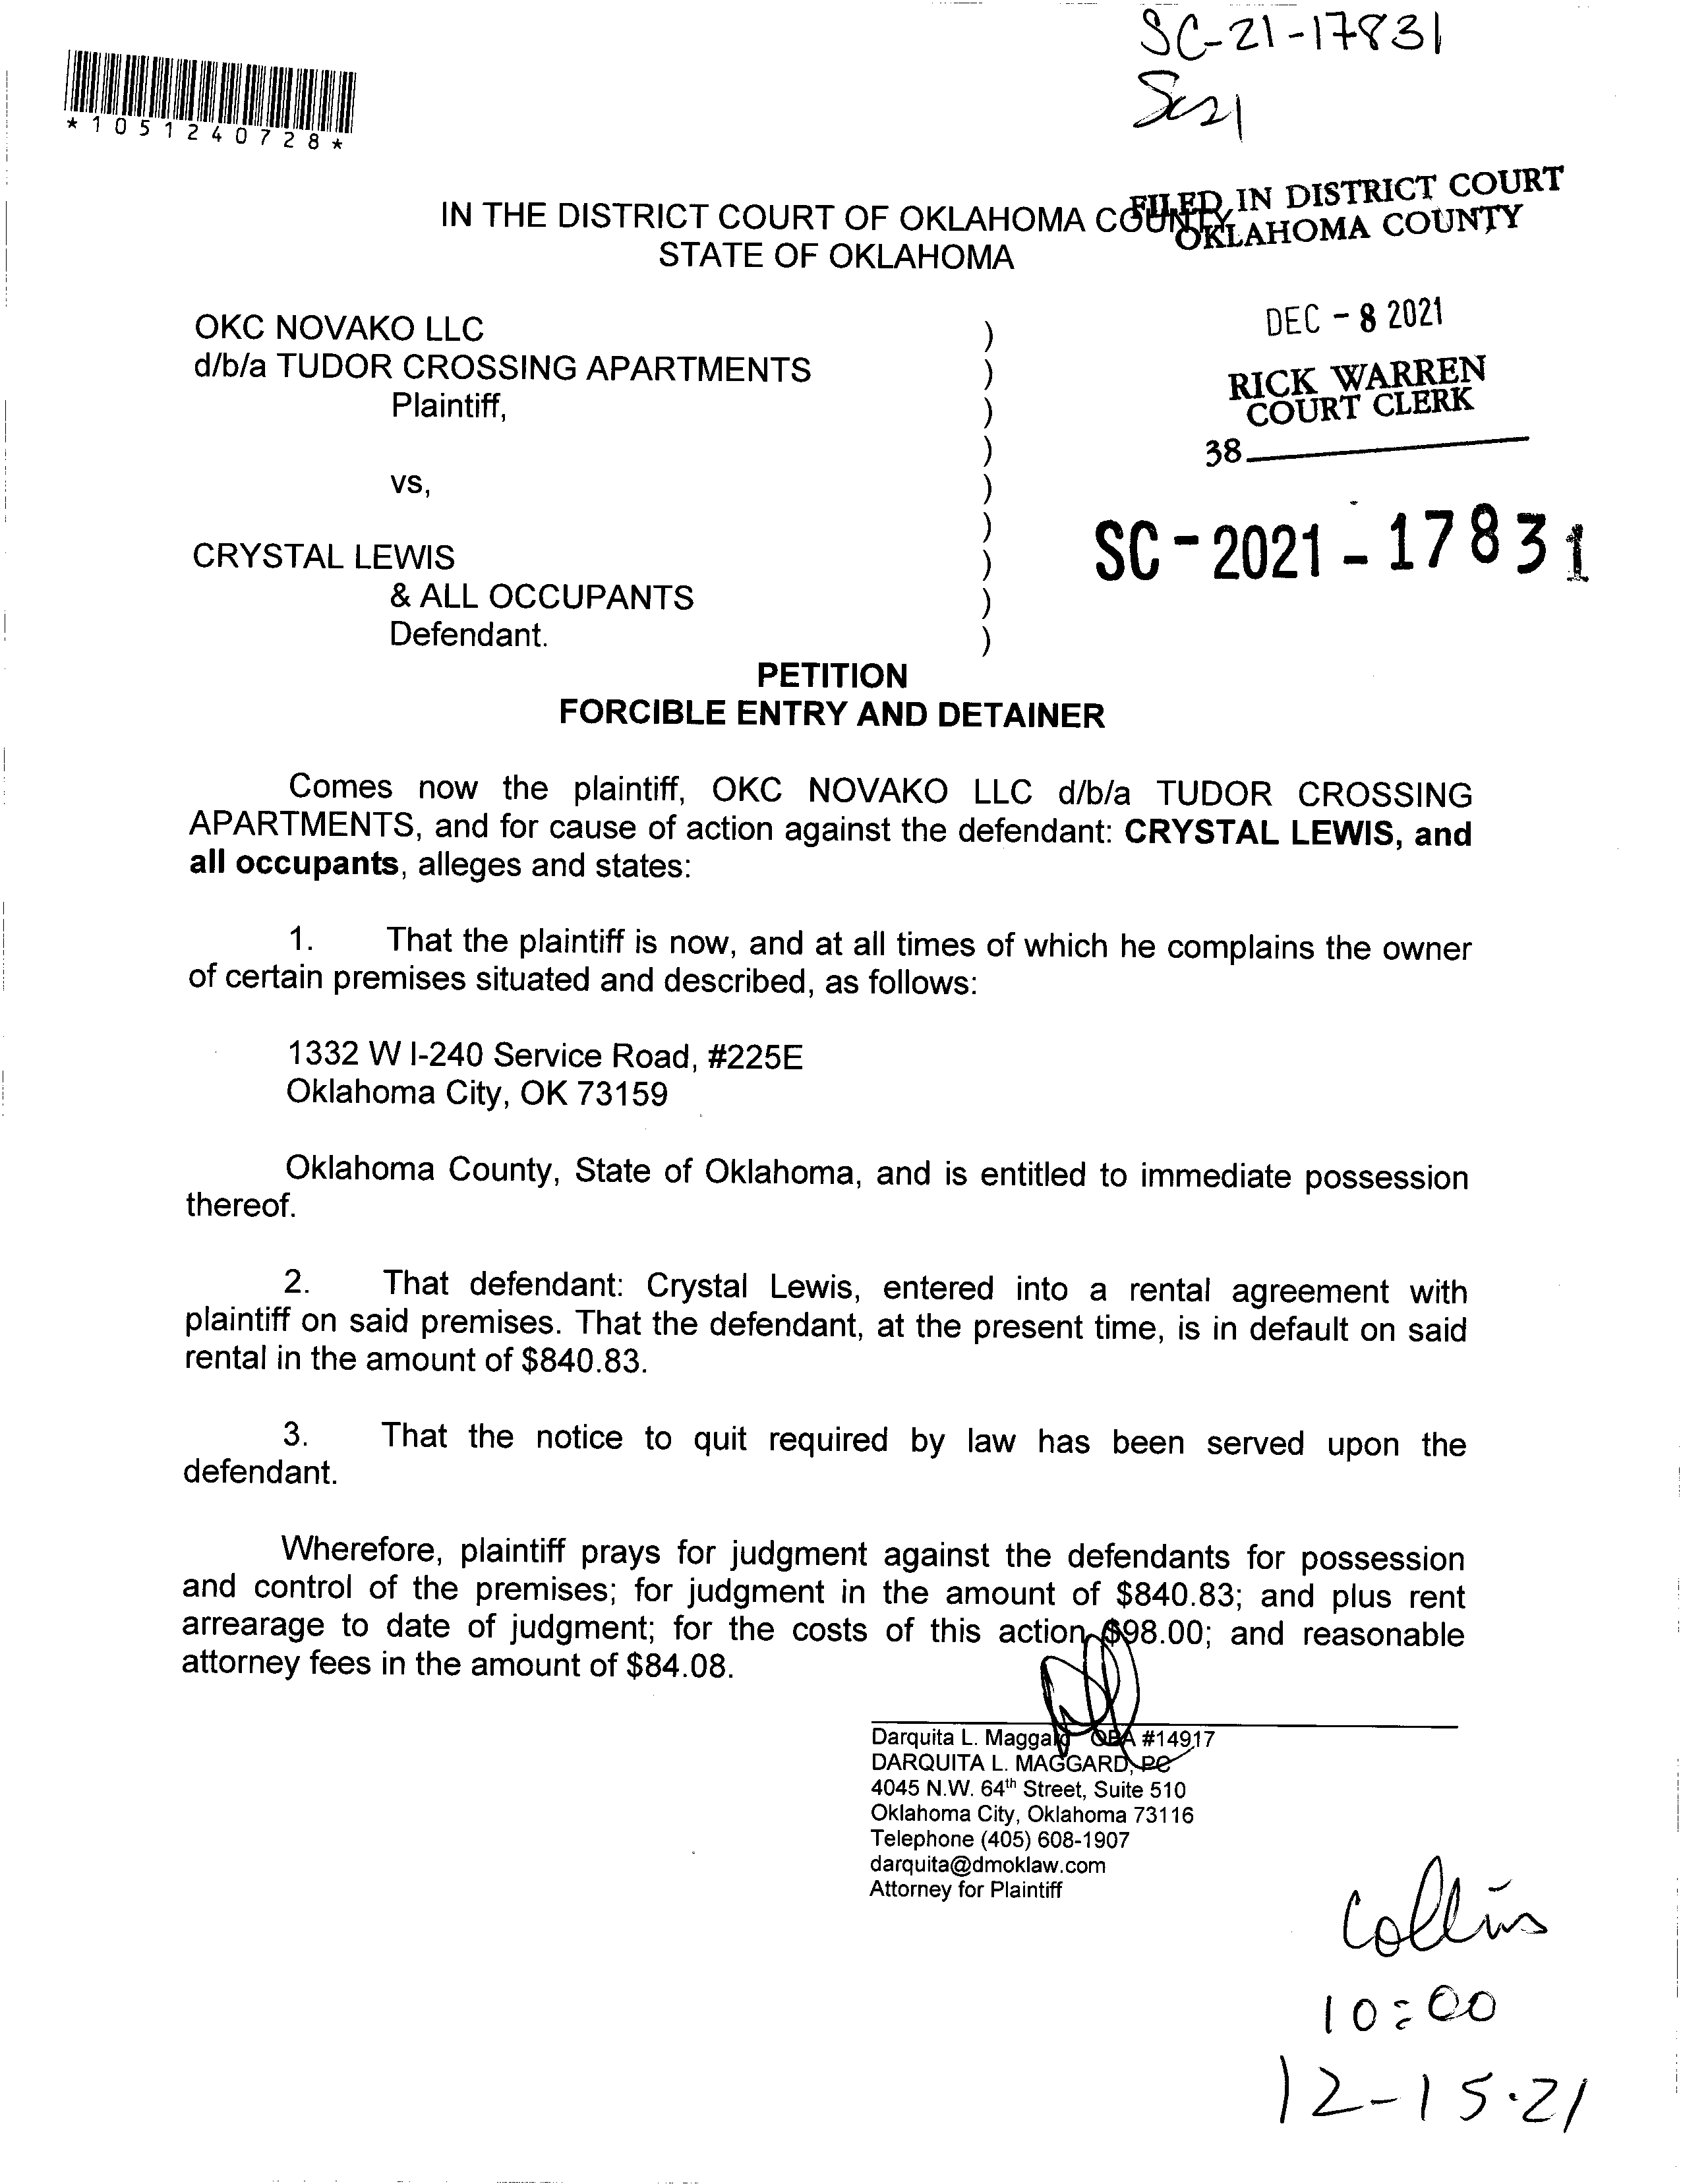 SC-21-17831
*1051240728*
FILED IN DISTRICT COURT
OKLAHOMA COUNTY
IN THE DISTRICT COURT OF OKLAHOMA COUNTY
STATE OF OKLAHOMA
DEC - 8 2021
RICK WARREN
COURT CLERK
38
SC-2021-17831
OKC NOVAKO LLC )
d/b/a TUDOR CROSSING APARTMENTS )
Plaintiff, )
)
vs, )
)
CRYSTAL LEWIS )
& ALL OCCUPANTS )
Defendant. )
PETITION
FORCIBLE ENTRY AND DETAINER
Comes now the plaintiff, OKC NOVAKO LLC d/b/a TUDOR CROSSING
APARTMENTS, and for cause of action against the defendant: CRYSTAL LEWIS, and
all occupants, alleges and states:
1. That the plaintiff is now, and at all times of which he complains the owner
of certain premises situated and described, as follows:
1332 W I-240 Service Road, #225E
Oklahoma City, OK 73159
Oklahoma County, State of Oklahoma, and is entitled to immediate possession
thereof.
2. That defendant: Crystal Lewis, entered into a rental agreement with
plaintiff on said premises. That the defendant, at the present time, is in default on said
rental in the amount of $840.83.
3. That the notice to quit required by law has been served upon the
defendant.
Wherefore, plaintiff prays for judgment against the defendants for possession
and control of the premises; for judgment in the amount of $840.83; and plus rent
arrearage to date of judgment; for the costs of this action $98.00; and reasonable
attorney fees in the amount of $84.08.
Darquita L. Maggard OBA #14917
DARQUITA L. MAGGARD, PC
4045 N.W. 64th Street, Suite 510
Oklahoma City, Oklahoma 73116
Telephone (405) 608-1907
darquita@dmoklaw.com
Attorney for Plaintiff
Collins
10:00
12-15-21